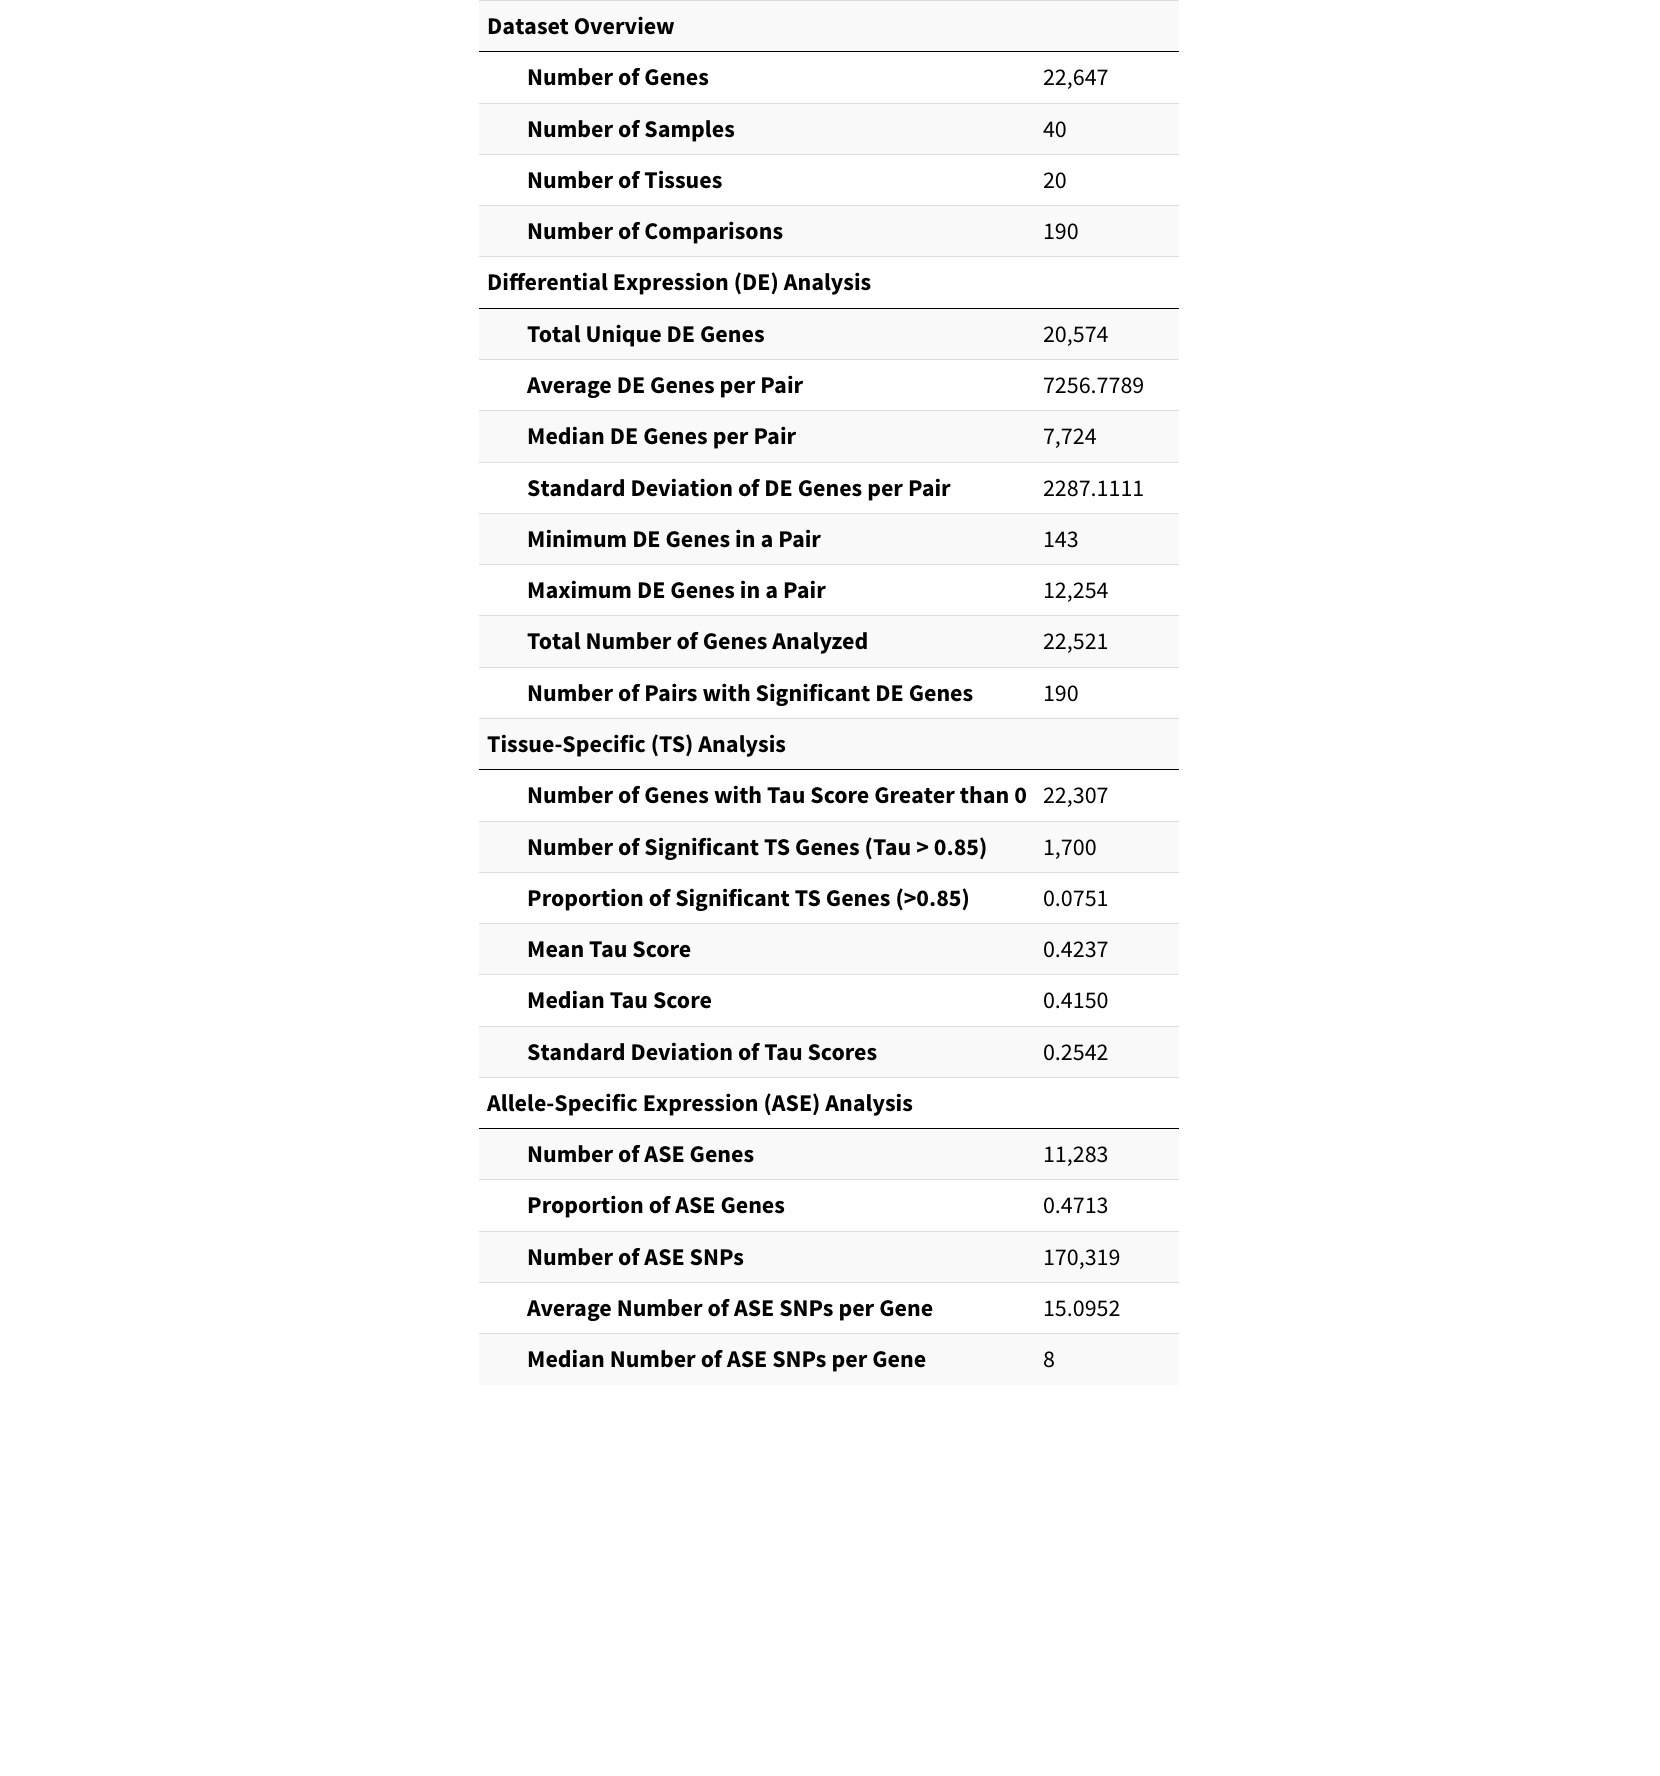 Dataset Overview
Number of Genes 22,647
Number of Samples 40
Number of Tissues 20
Number of Comparisons 190
Differential Expression (DE) Analysis
Total Unique DE Genes 20,574
Average DE Genes per Pair 7256.7789
Median DE Genes per Pair 7,724
Standard Deviation of DE Genes per Pair 2287.1111
Minimum DE Genes in a Pair 143
Maximum DE Genes in a Pair 12,254
Total Number of Genes Analyzed 22,521
Number of Pairs with Significant DE Genes 190
Tissue-Specific (TS) Analysis
Number of Genes with Tau Score Greater than 0 22,307
Number of Significant TS Genes (Tau > 0.85) 1,700
Proportion of Significant TS Genes (>0.85) 0.0751
Mean Tau Score 0.4237
Median Tau Score 0.4150
Standard Deviation of Tau Scores 0.2542
Allele-Specific Expression (ASE) Analysis
Number of ASE Genes 11,283
Proportion of ASE Genes 0.4713
Number of ASE SNPs 170,319
Average Number of ASE SNPs per Gene 15.0952
Median Number of ASE SNPs per Gene 8